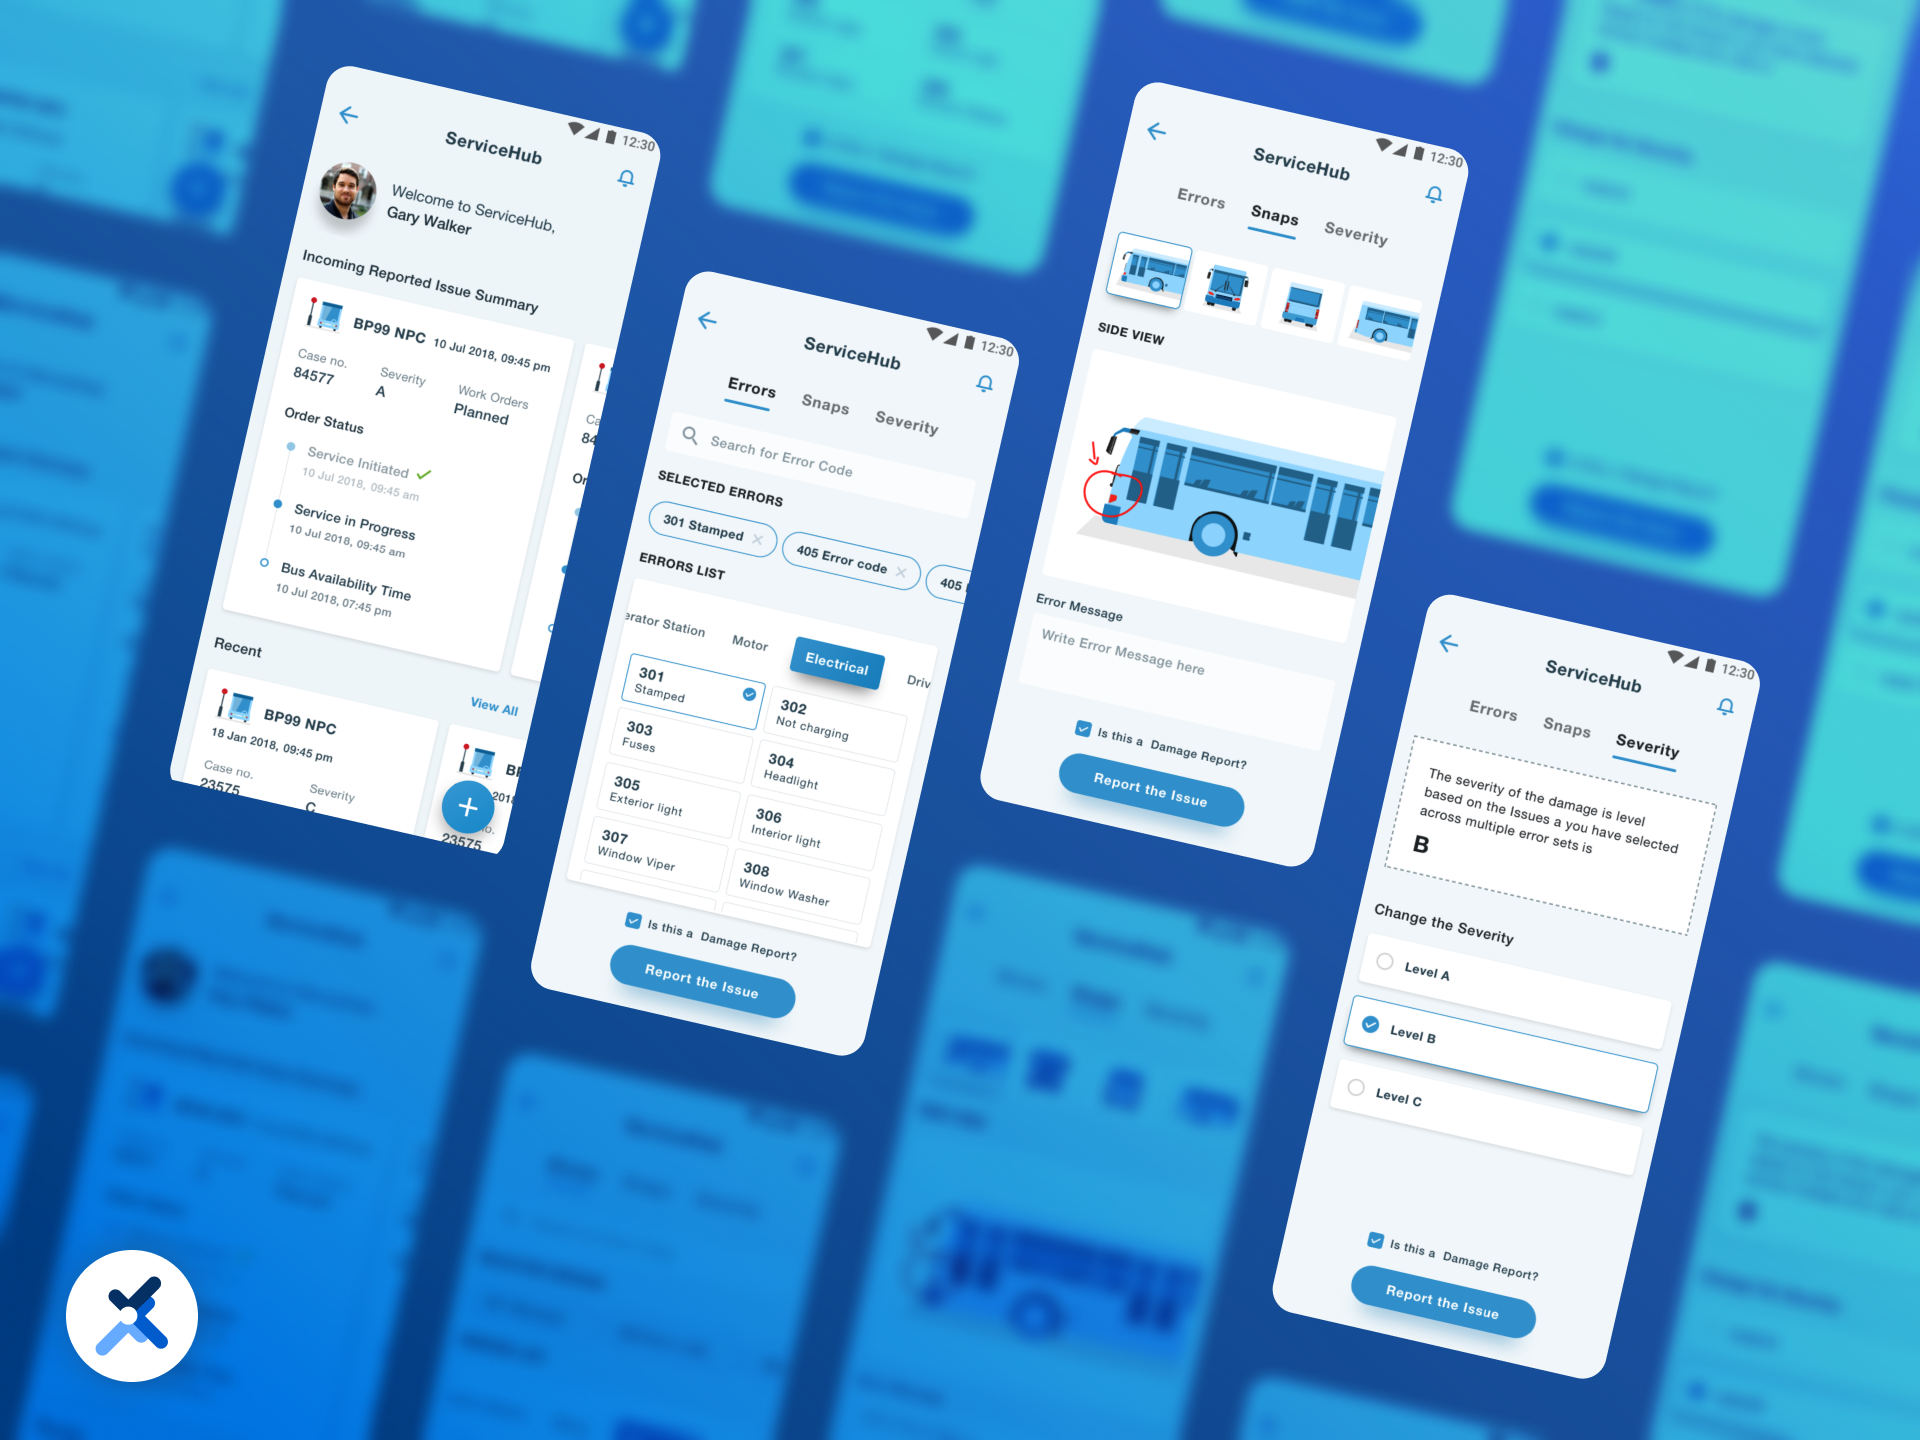 12:30
ServiceHub
Welcome to ServiceHub,
Gary Walker
Incoming Reported Issue Summary
BP99 NPC 10 Jul 2018, 09:45 pm
Case no. Severity Work Orders
84577 A Planned
Order Status
Service Initiated
10 Jul 2018, 09:45 am
Service in Progress
10 Jul 2018, 09:45 am
Bus Availability Time
10 Jul 2018, 07:45 pm
Recent
View All
BP99 NPC
18 Jan 2018, 09:45 pm
Case no. Severity
23575 C
23575
12:30
ServiceHub
Errors Snaps Severity
Search for Error Code
SELECTED ERRORS
301 Stamped
405 Error code
405
ERRORS LIST
erator Station Motor Electrical Driv
301
Stamped
302
Not charging
303
Fuses
304
Headlight
305
Exterior light
306
Interior light
307
Window Viper
308
Window Washer
Is this a Damage Report?
Report the Issue
12:30
ServiceHub
Errors Snaps Severity
SIDE VIEW
Error Message
Write Error Message here
Is this a Damage Report?
Report the Issue
12:30
ServiceHub
Errors Snaps Severity
The severity of the damage is level
based on the Issues a you have selected
across multiple error sets is
B
Change the Severity
Level A
Level B
Level C
Is this a Damage Report?
Report the Issue